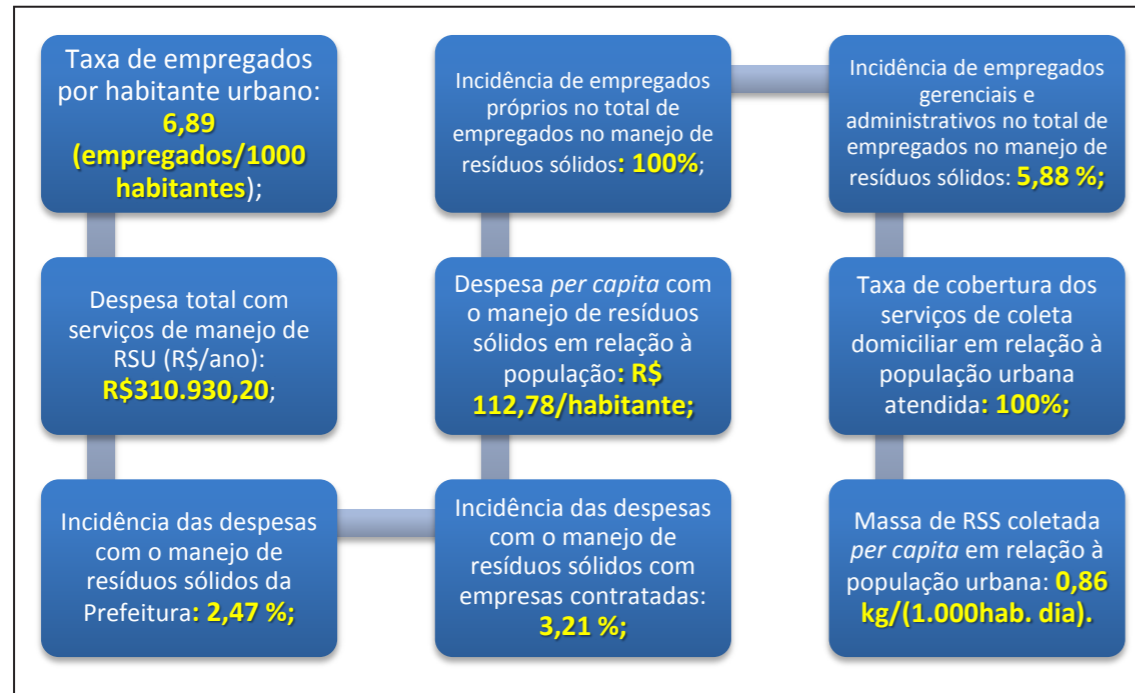 Taxa de empregados
por habitante urbano:
6,89
(empregados/1000
habitantes);
Despesa total com
serviços de manejo de
RSU (R$/ano):
R$310.930,20;
Incidência das despesas
com o manejo de
resíduos sólidos da
Prefeitura: 2,47 %;
Incidência das despesas
com o manejo de
resíduos sólidos com
empresas contratadas:
3,21 %;
Despesa per capita com
o manejo de resíduos
sólidos em relação à
população: R$
112,78/habitante;
Incidência de empregados
próprios no total de
empregados no manejo de
resíduos sólidos: 100%;
Incidência de empregados
gerenciais e
administrativos no total de
empregados no manejo de
resíduos sólidos: 5,88 %;
Taxa de cobertura dos
serviços de coleta
domiciliar em relação à
população urbana
atendida: 100%;
Massa de RSS coletada
per capita em relação à
população urbana: 0,86
kg/(1.000hab. dia).